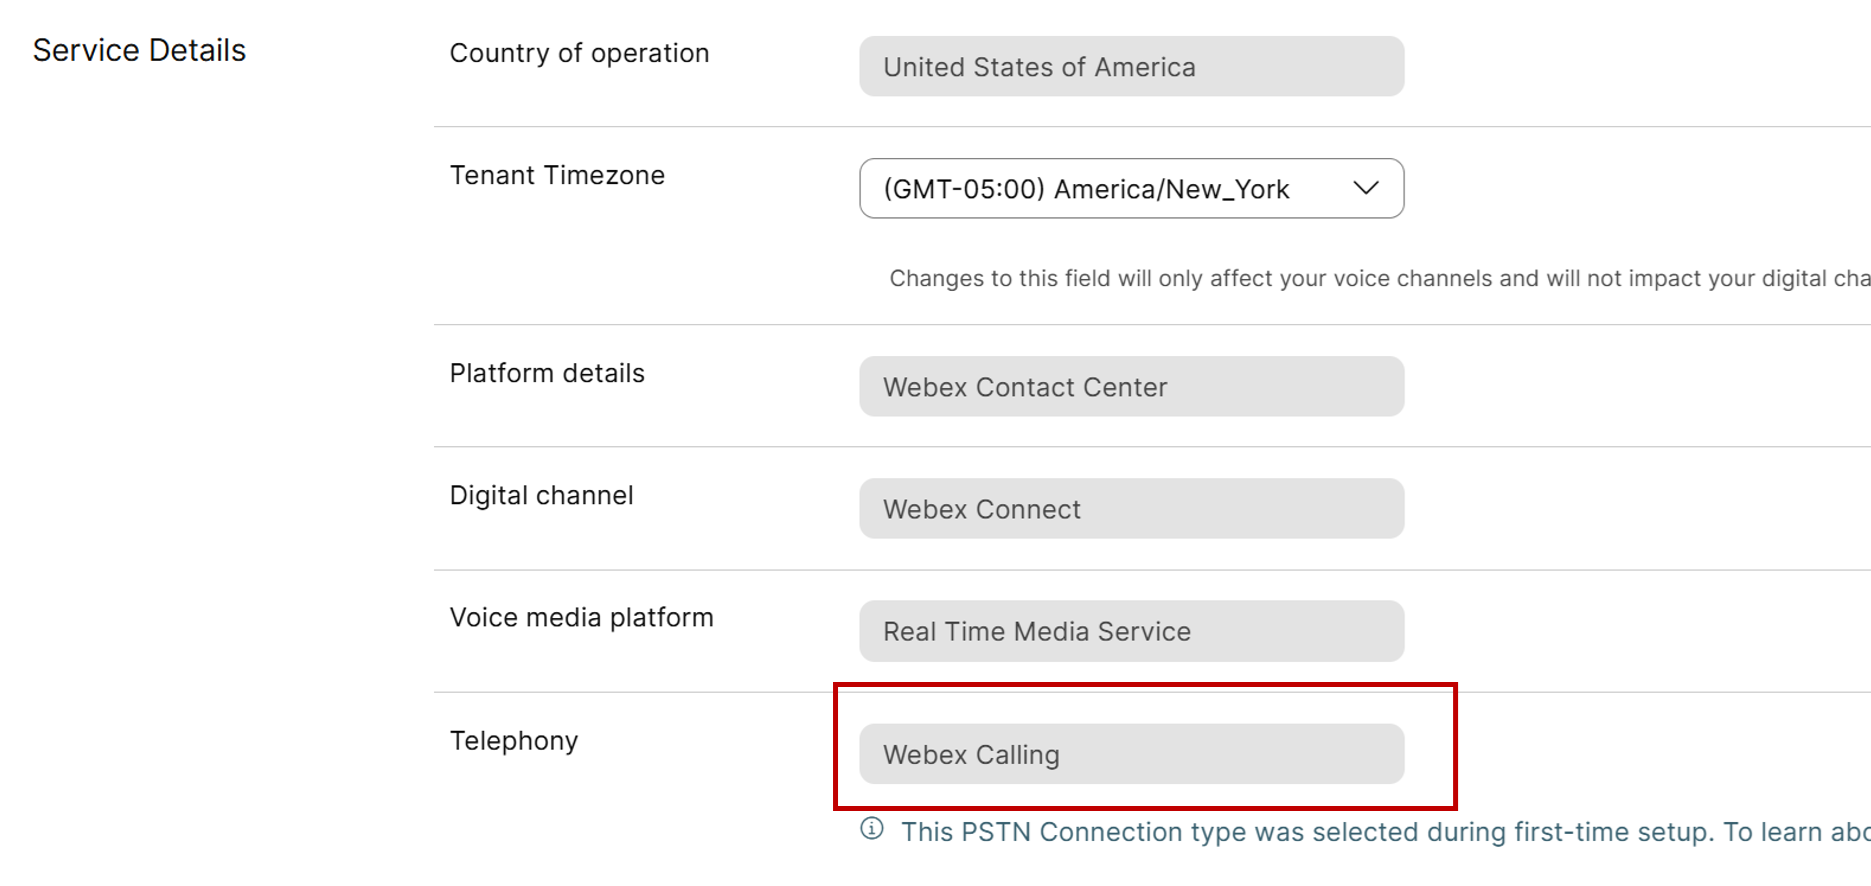 Service Details
Country of operation
United States of America
Tenant Timezone
(GMT-05:00) America/New_York
Changes to this field will only affect your voice channels and will not impact your digital cha
Platform details
Webex Contact Center
Digital channel
Webex Connect
Voice media platform
Real Time Media Service
Telephony
Webex Calling
This PSTN Connection type was selected during first-time setup. To learn abo